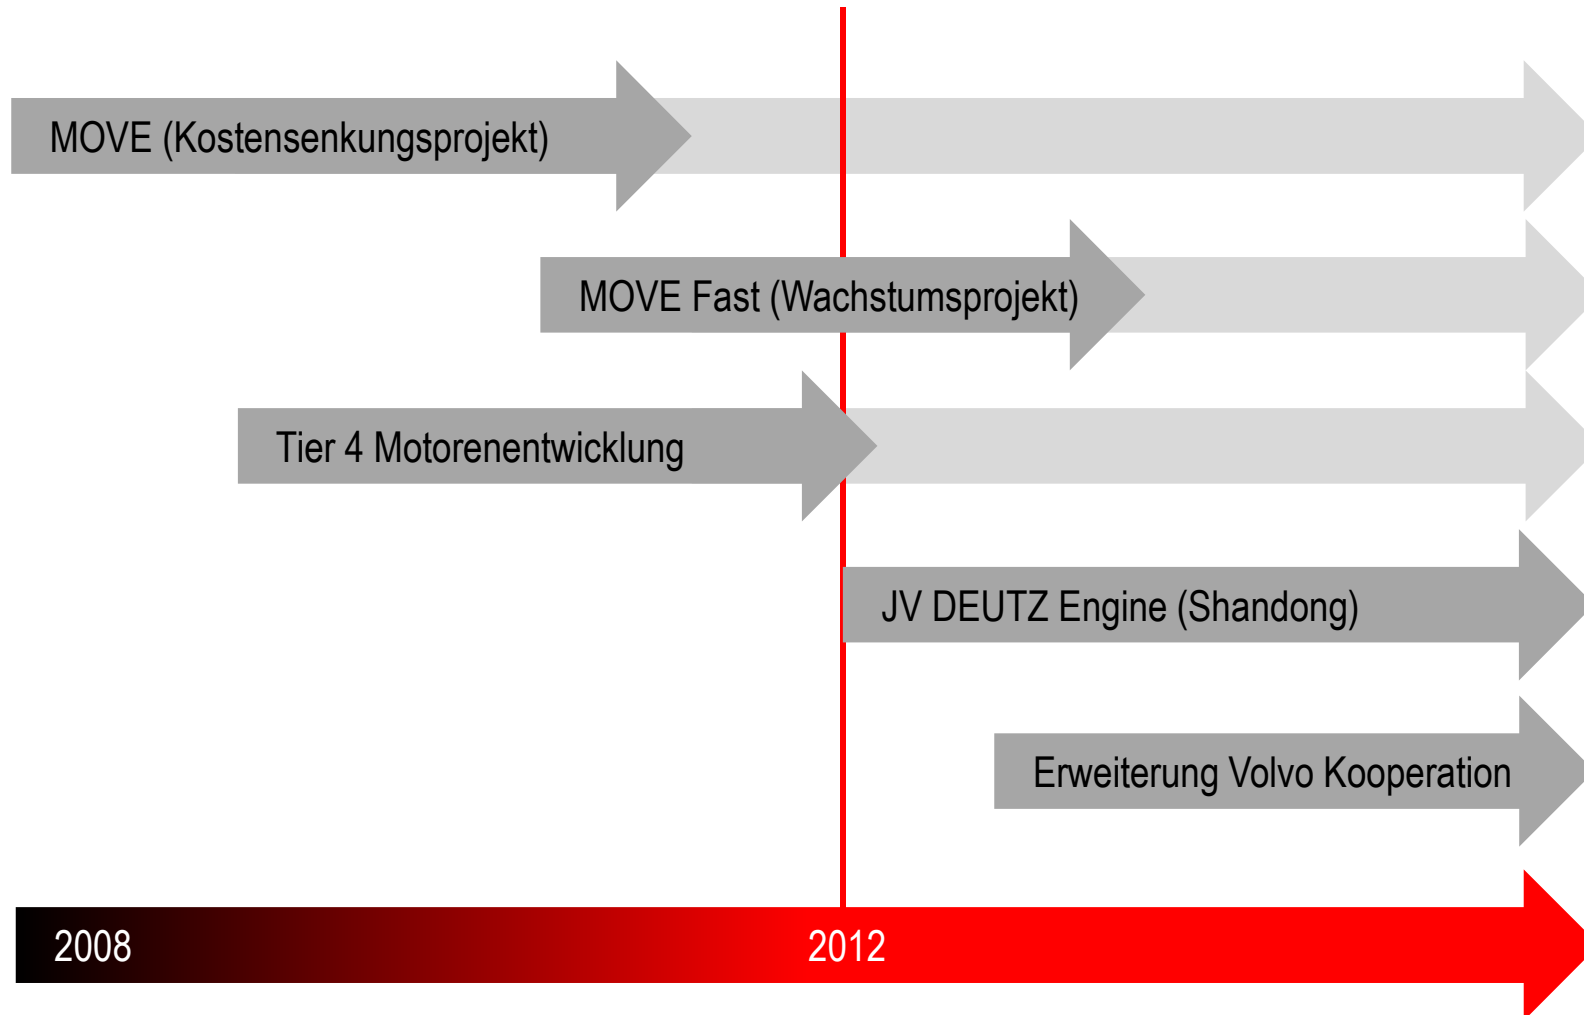 MOVE (Kostensenkungsprojekt)
MOVE Fast (Wachstumsprojekt)
Tier 4 Motorenentwicklung
JV DEUTZ Engine (Shandong)
Erweiterung Volvo Kooperation
2008
2012